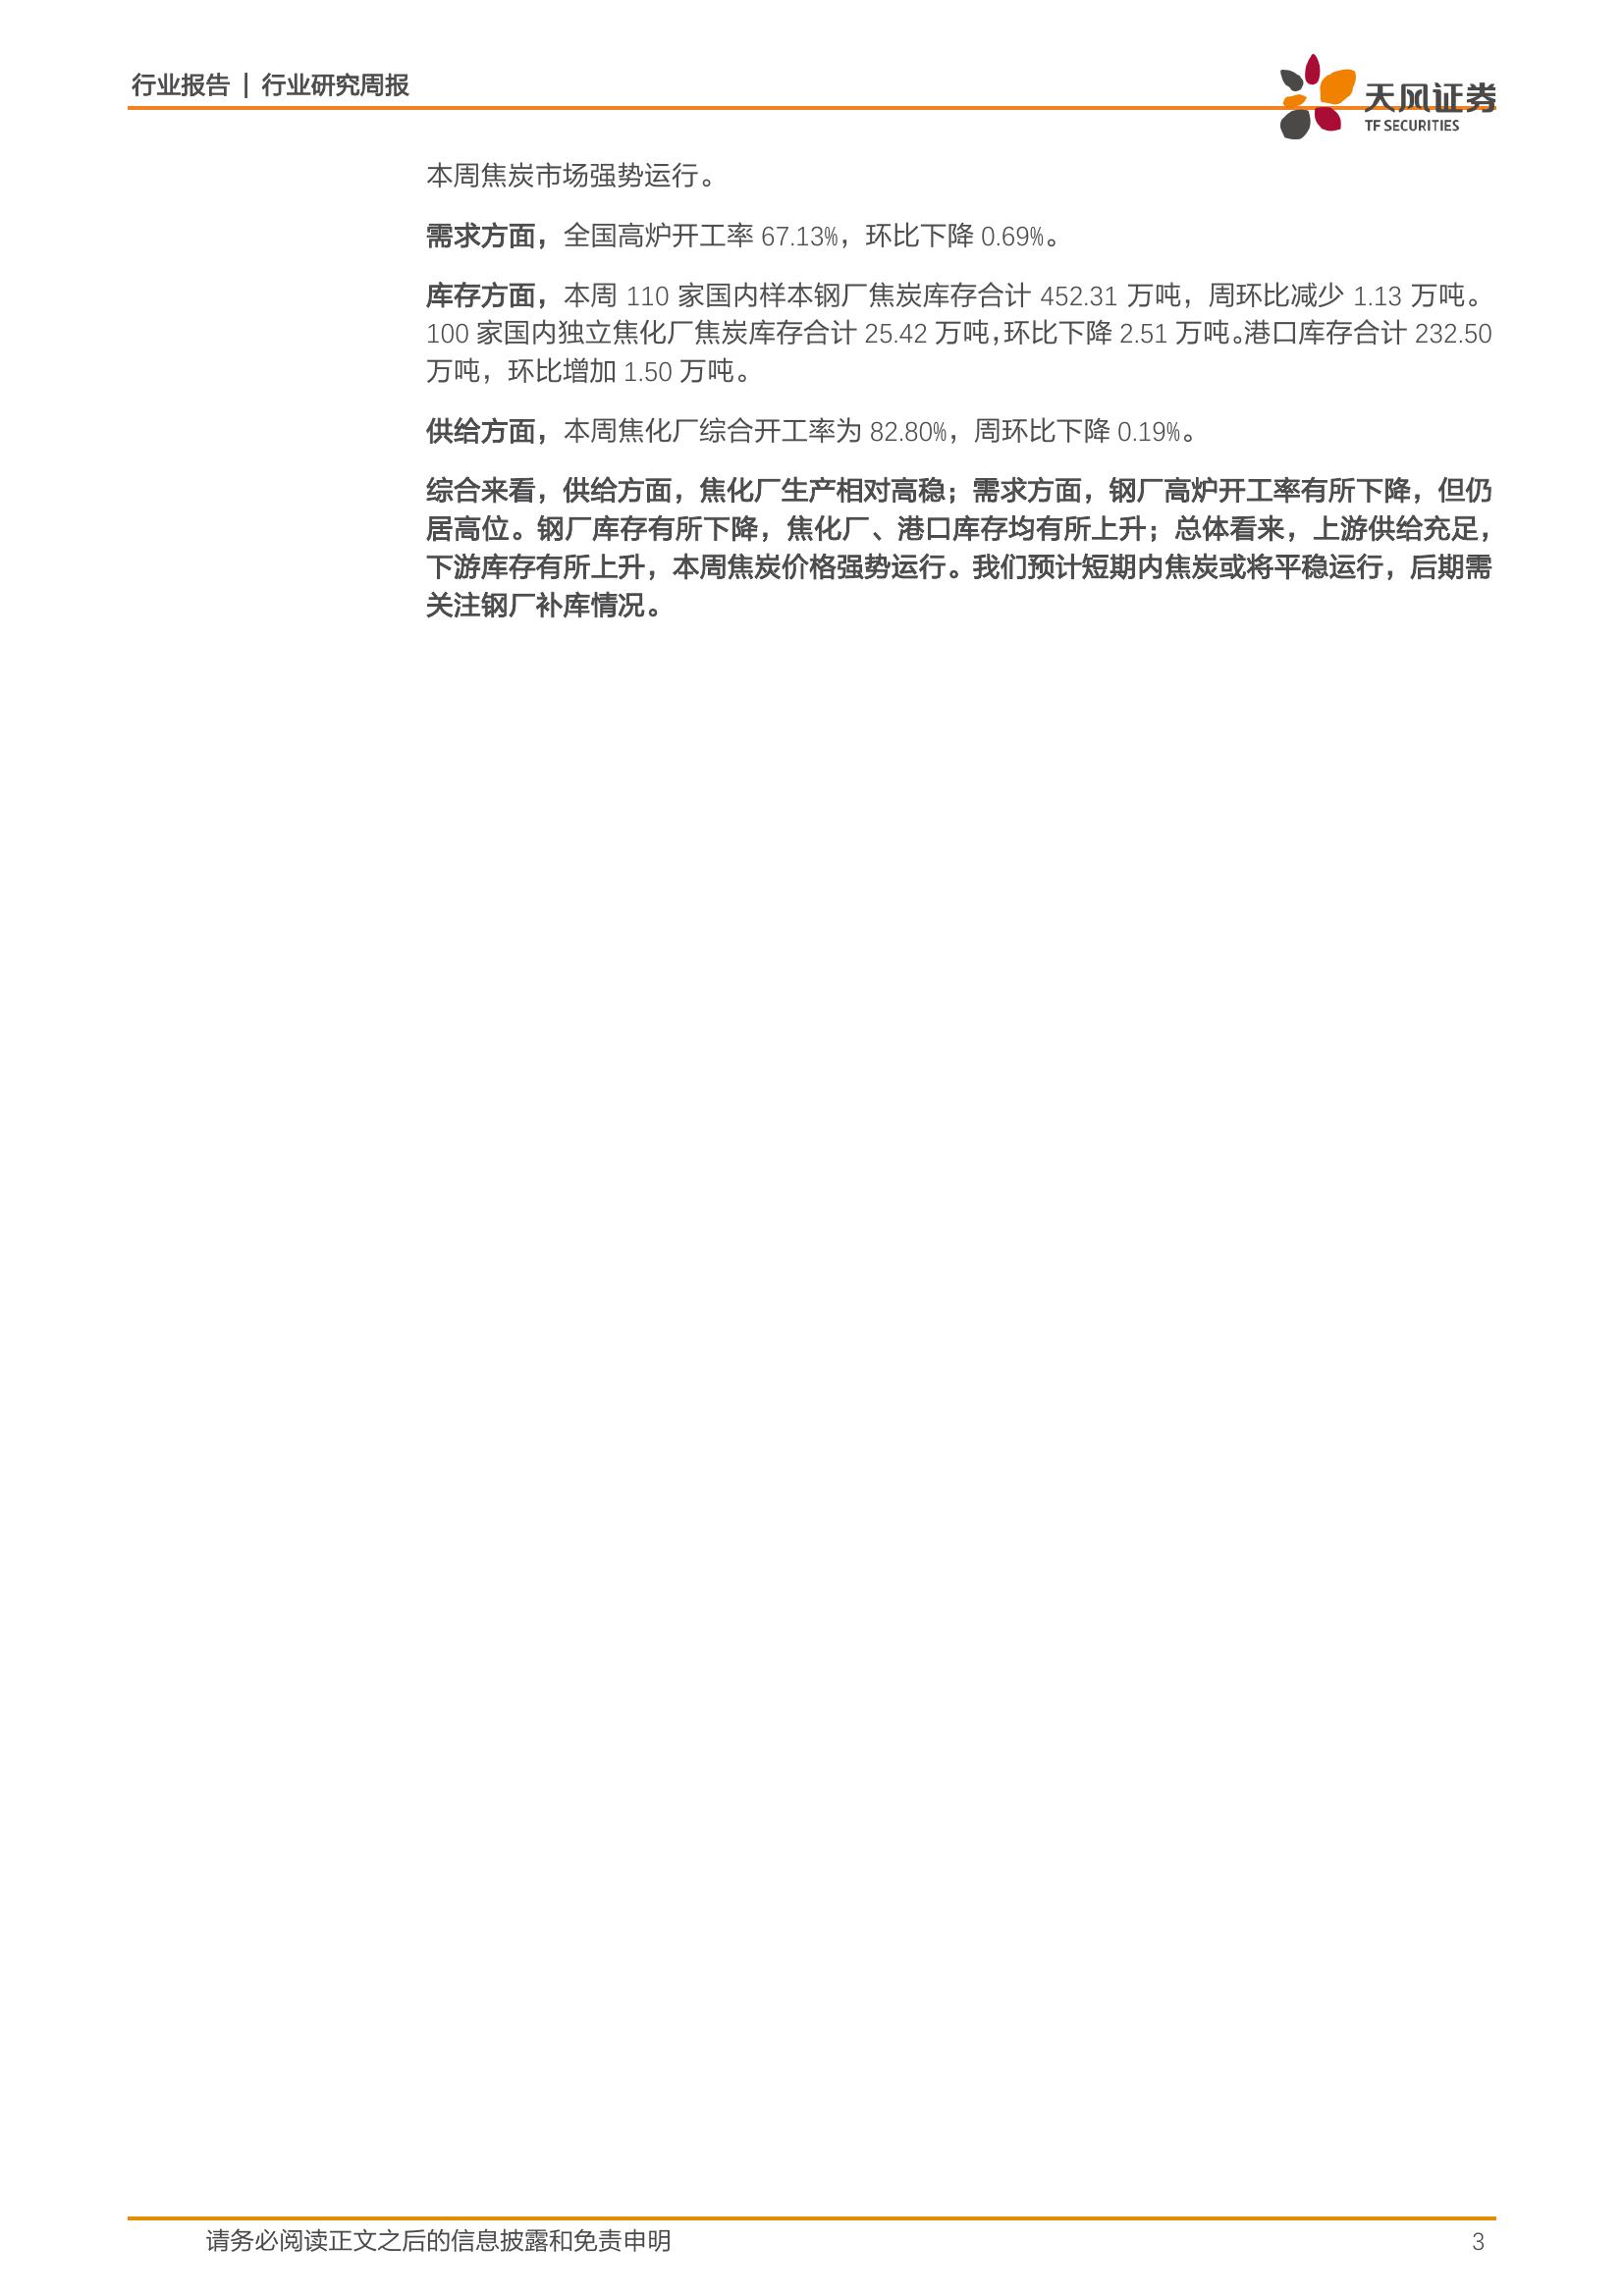 行业报告 | 行业研究周报
天风证券
TF SECURITIES
本周焦炭市场强势运行。
需求方面，全国高炉开工率 67.13%，环比下降 0.69%。
库存方面，本周 110 家国内样本钢厂焦炭库存合计 452.31 万吨，周环比减少 1.13 万吨。
100 家国内独立焦化厂焦炭库存合计 25.42 万吨，环比下降 2.51 万吨。港口库存合计 232.50
万吨，环比增加 1.50 万吨。
供给方面，本周焦化厂综合开工率为 82.80%，周环比下降 0.19%。
综合来看，供给方面，焦化厂生产相对高稳；需求方面，钢厂高炉开工率有所下降，但仍
居高位。钢厂库存有所下降，焦化厂、港口库存均有所上升；总体看来，上游供给充足，
下游库存有所上升，本周焦炭价格强势运行。我们预计短期内焦炭或将平稳运行，后期需
关注钢厂补库情况。
请务必阅读正文之后的信息披露和免责申明
3